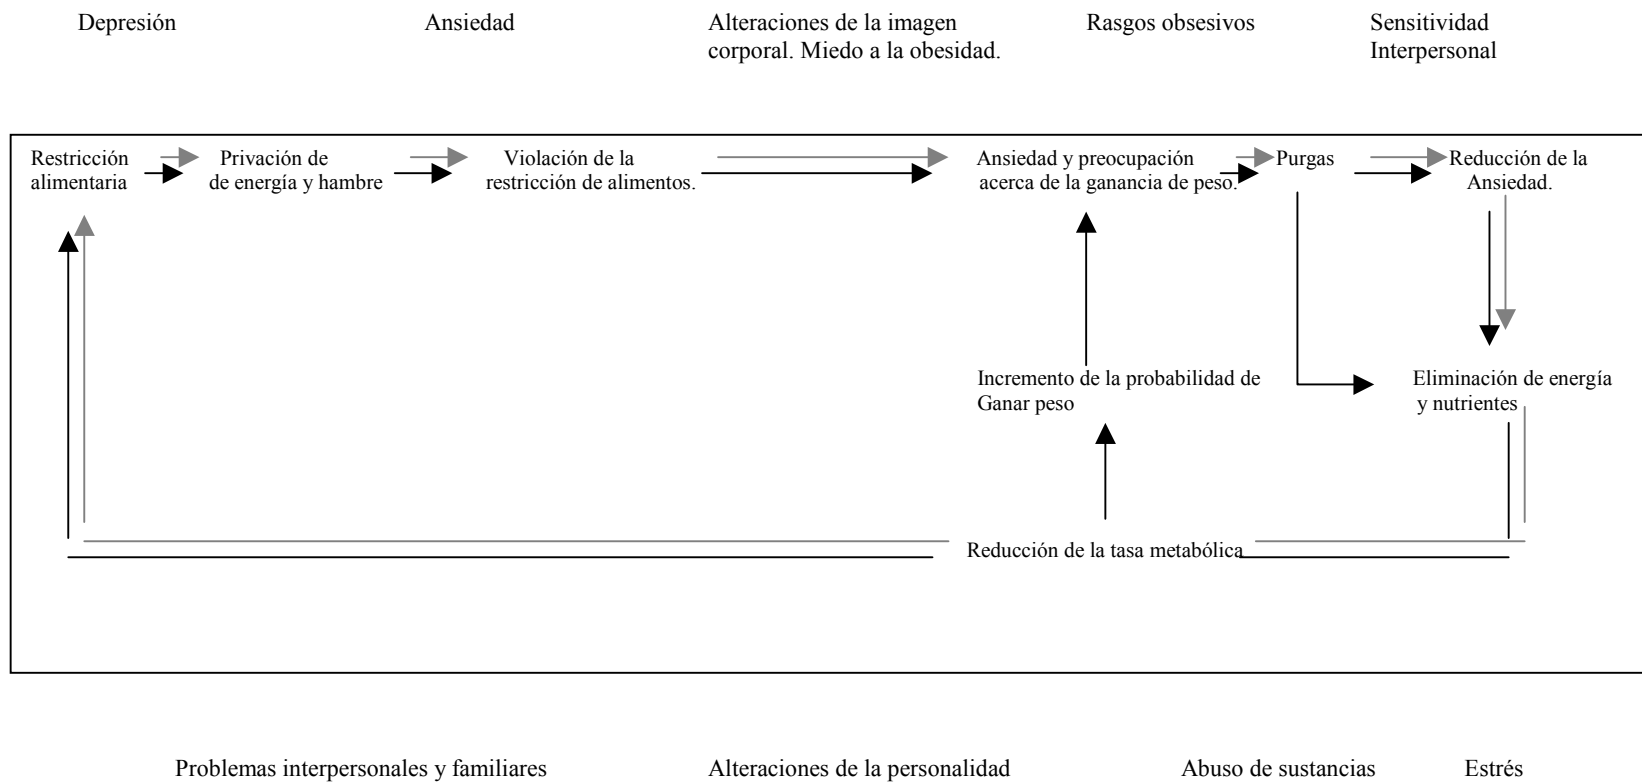 Depresión
Ansiedad
Alteraciones de la imagen
corporal. Miedo a la obesidad.
Rasgos obsesivos
Sensitividad
Interpersonal
Restricción
alimentaria
Privación de
de energía y hambre
Violación de la
restricción de alimentos.
Ansiedad y preocupación
acerca de la ganancia de peso.
Purgas
Reducción de la
Ansiedad.
Incremento de la probabilidad de
Ganar peso
Eliminación de energía
y nutrientes
Reducción de la tasa metabólica
Problemas interpersonales y familiares
Alteraciones de la personalidad
Abuso de sustancias
Estrés